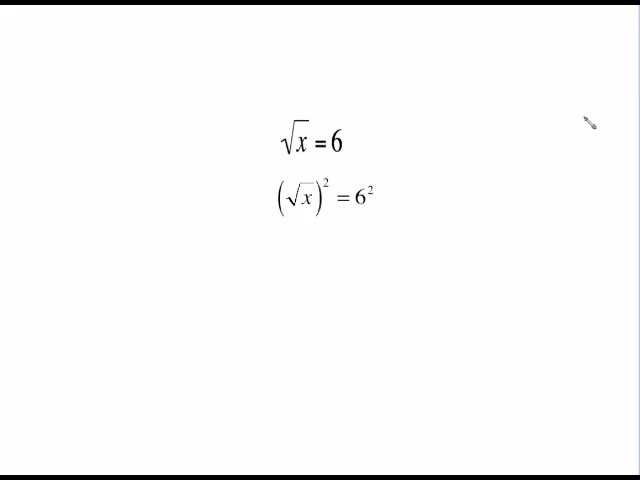 √x = 6
(√x)² = 6²